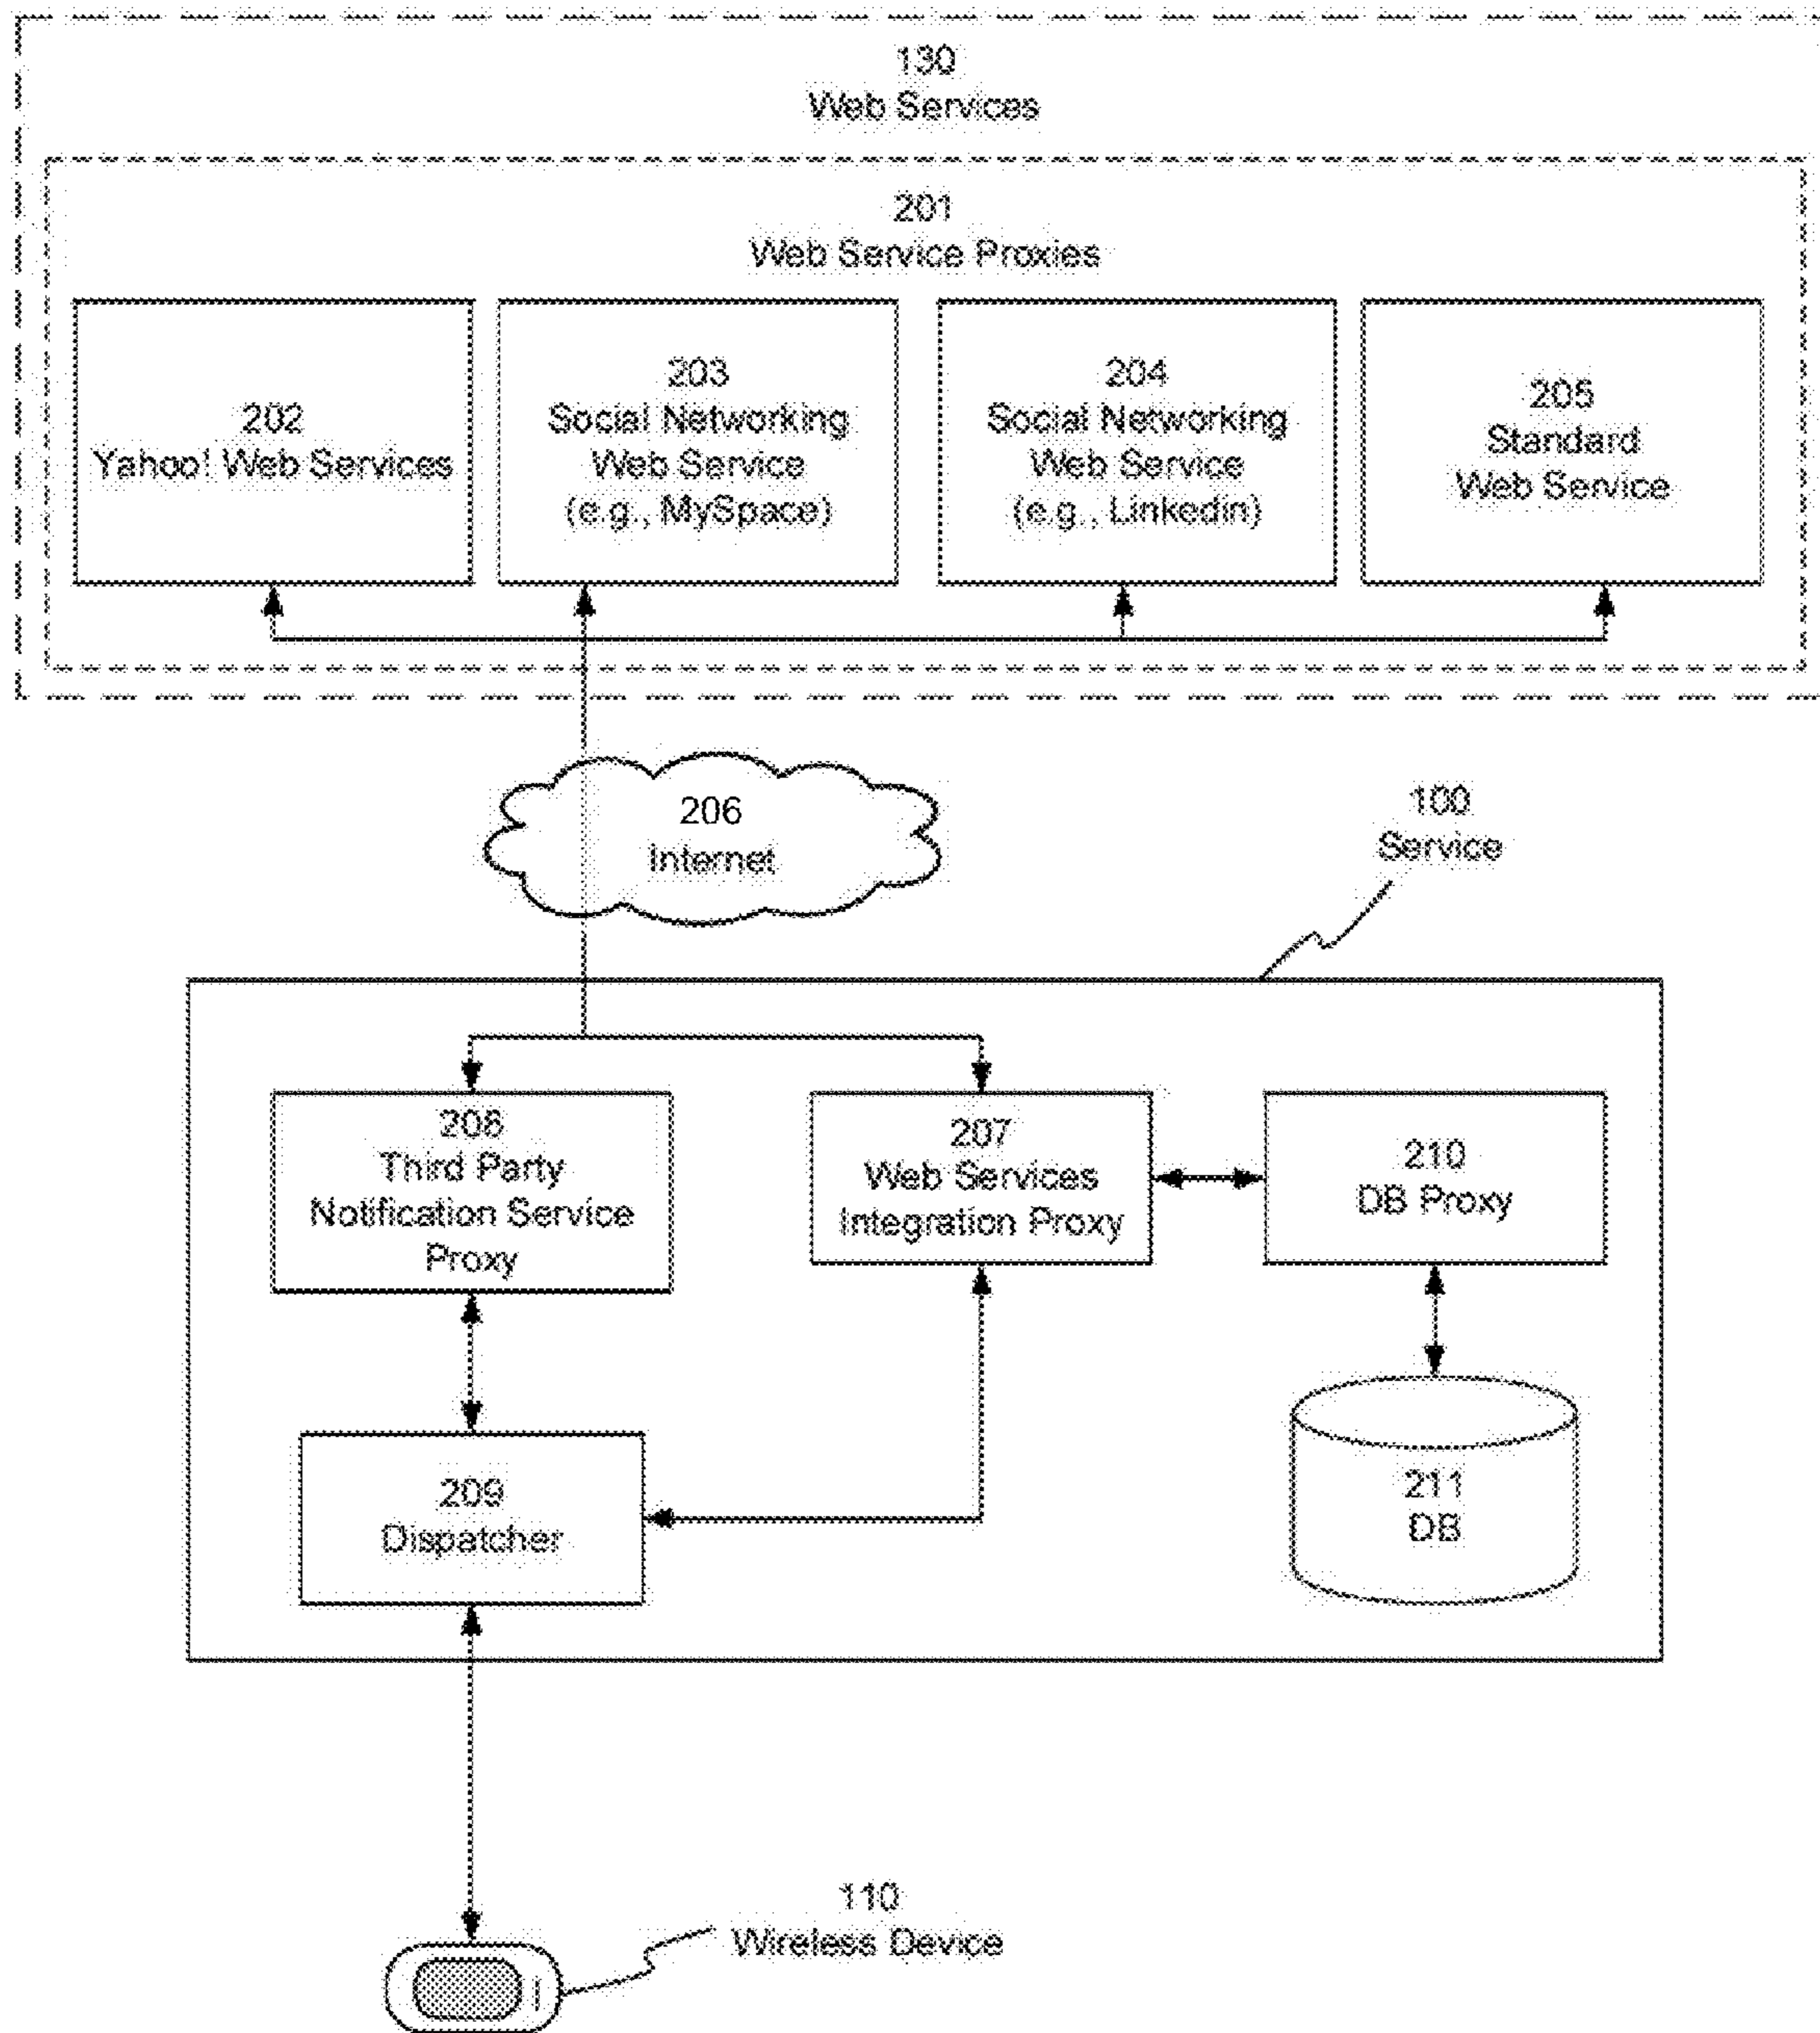 130
Web Services
201
Web Service Proxies
202
Yahoo! Web Services
203
Social Networking
Web Service
(e.g., MySpace)
204
Social Networking
Web Service
(e.g., Linkedin)
205
Standard
Web Service
206
Internet
100
Service
208
Third Party
Notification Service
Proxy
207
Web Services
Integration Proxy
210
DB Proxy
209
Dispatcher
211
DB
110
Wireless Device